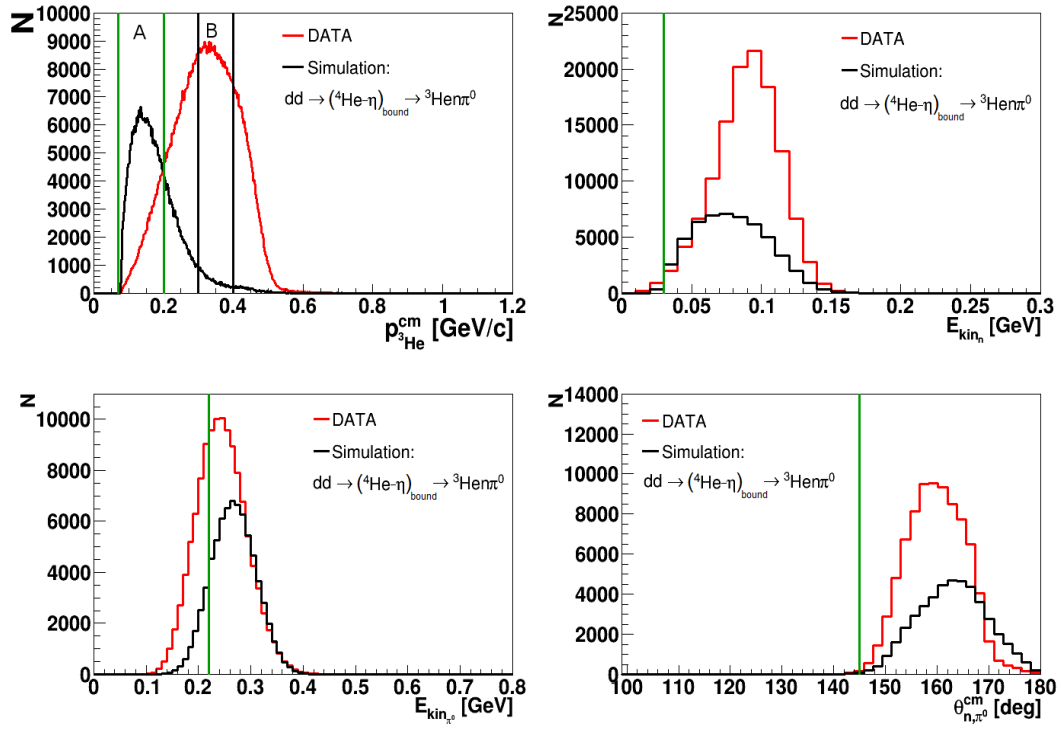 N
10000
9000
8000
7000
6000
5000
4000
3000
2000
1000
0
A
B
DATA
Simulation:
dd → (⁴He-η)bound → ³Henπ⁰
0 0.2 0.4 0.6 0.8 1 1.2
p^cm_³He [GeV/c]
N
25000
20000
15000
10000
5000
0
DATA
Simulation:
dd → (⁴He-η)bound → ³Henπ⁰
0 0.05 0.1 0.15 0.2 0.25 0.3
E_kin_n [GeV]
N
10000
8000
6000
4000
2000
0
DATA
Simulation:
dd → (⁴He-η)bound → ³Henπ⁰
0 0.1 0.2 0.3 0.4 0.5 0.6 0.7 0.8
E_kin_π⁰ [GeV]
N
14000
12000
10000
8000
6000
4000
2000
0
DATA
Simulation:
dd → (⁴He-η)bound → ³Henπ⁰
100 110 120 130 140 150 160 170 180
θ^cm_n,π⁰ [deg]